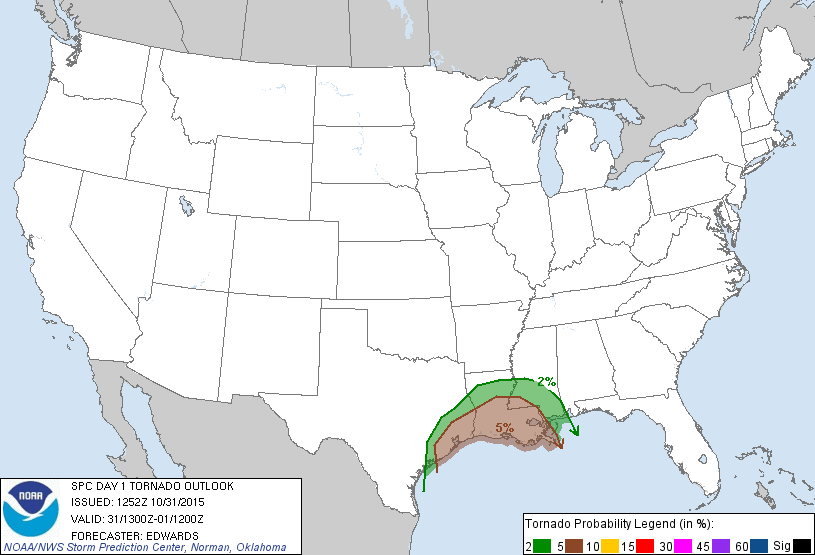 2%
5%
NOAA
SPC DAY 1 TORNADO OUTLOOK
ISSUED: 1252Z 10/31/2015
VALID: 31/1300Z-01/1200Z
FORECASTER: EDWARDS
NOAA/NWS Storm Prediction Center, Norman, Oklahoma
Tornado Probability Legend (in %):
2 5 10 15 30 45 60 Sig